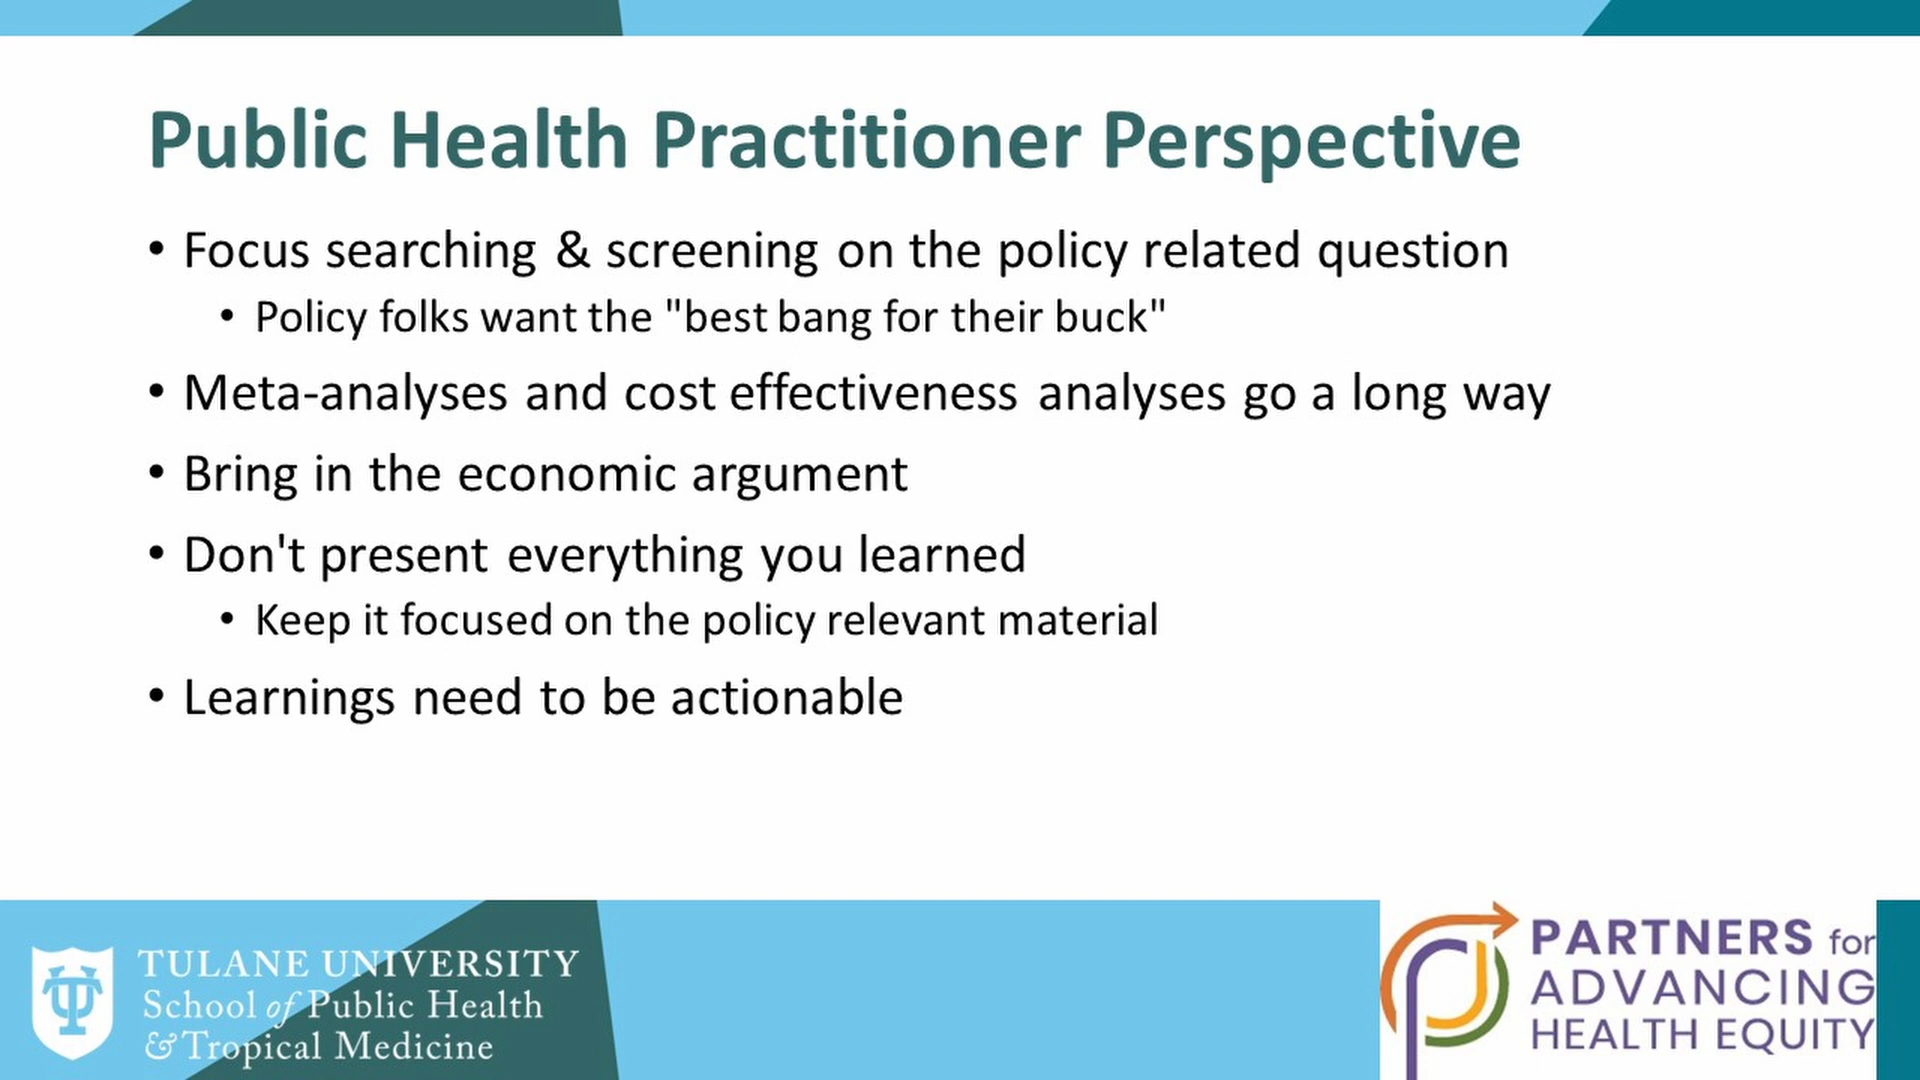 Public Health Practitioner Perspective
• Focus searching & screening on the policy related question
• Policy folks want the "best bang for their buck"
• Meta-analyses and cost effectiveness analyses go a long way
• Bring in the economic argument
• Don't present everything you learned
• Keep it focused on the policy relevant material
• Learnings need to be actionable
TULANE UNIVERSITY
School of Public Health
& Tropical Medicine
PARTNERS for
ADVANCING
HEALTH EQUITY